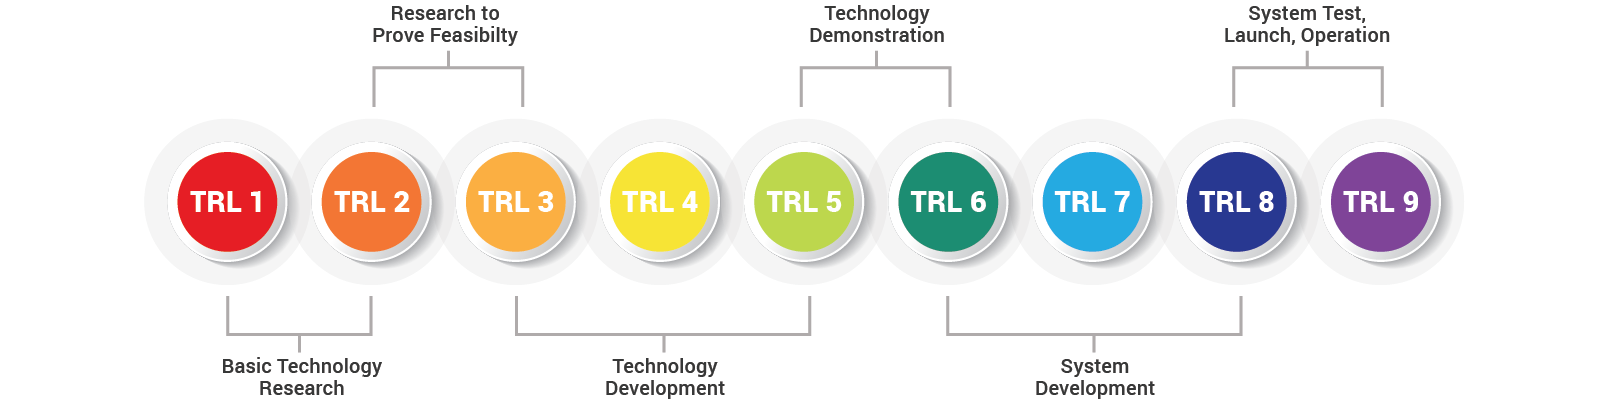 Research to
Prove Feasibilty
Technology
Demonstration
System Test,
Launch, Operation
TRL 1
TRL 2
TRL 3
TRL 4
TRL 5
TRL 6
TRL 7
TRL 8
TRL 9
Basic Technology
Research
Technology
Development
System
Development